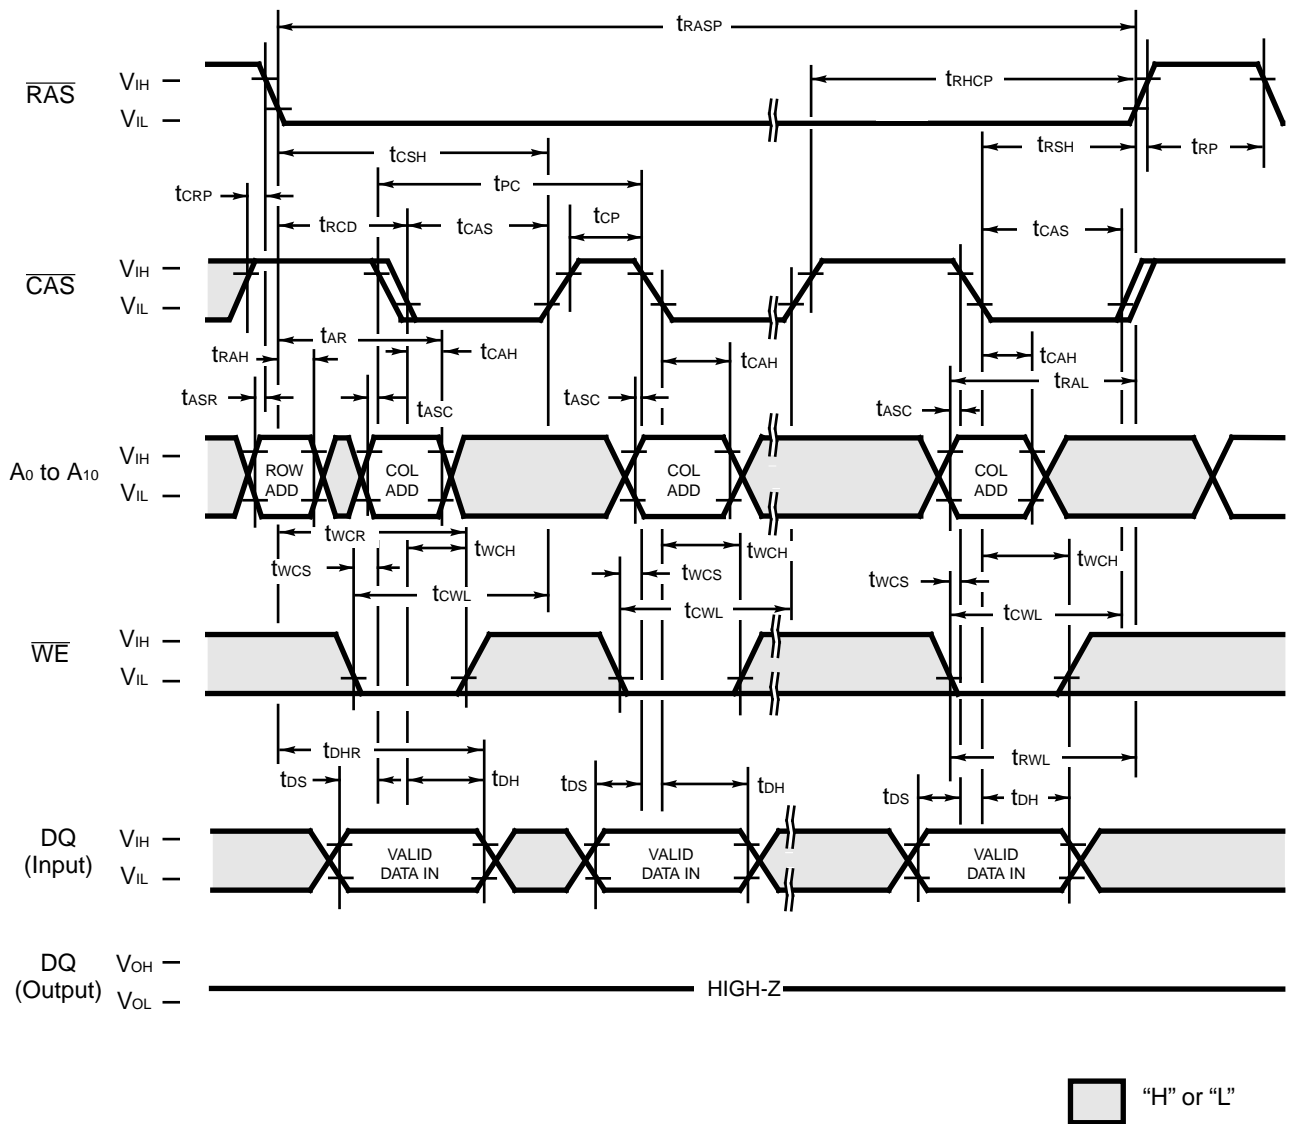 tRASP
RAS
VIH
VIL
tRHCP
tCSH
tRSH
tRP
tCRP
tPC
tRCD
tCAS
tCP
tCAS
CAS
VIH
VIL
tAR
tRAH
tCAH
tCAH
tCAH
tRAL
tASR
tASC
tASC
tASC
A0 to A10
VIH
VIL
ROW ADD
COL ADD
COL ADD
COL ADD
tWCR
tWCH
tWCH
tWCH
tWCS
tWCS
tWCS
tCWL
tCWL
tCWL
WE
VIH
VIL
tDHR
tRWL
tDS
tDH
tDS
tDH
tDS
tDH
DQ
(Input)
VIH
VIL
VALID
DATA IN
VALID
DATA IN
VALID
DATA IN
DQ
(Output)
VOH
VOL
HIGH-Z
“H” or “L”